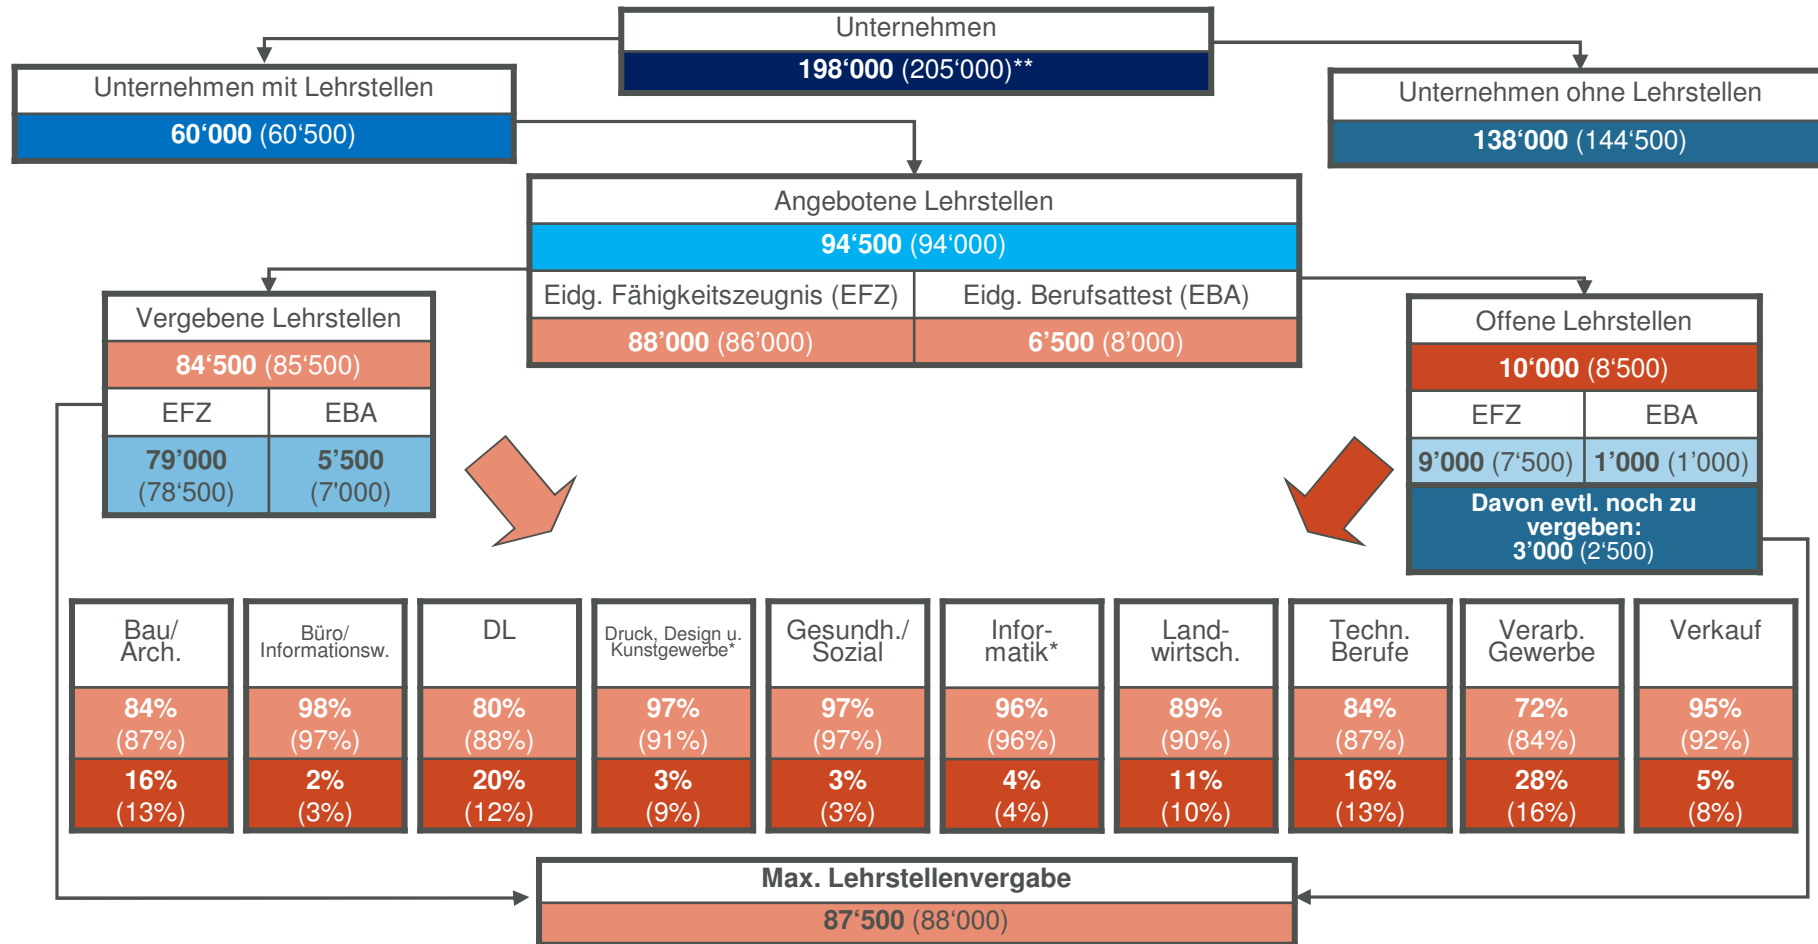 Unternehmen
198‘000 (205‘000)**
Unternehmen mit Lehrstellen
60‘000 (60‘500)
Unternehmen ohne Lehrstellen
138‘000 (144‘500)
Angebotene Lehrstellen
94‘500 (94‘000)
Eidg. Fähigkeitszeugnis (EFZ)
Eidg. Berufsattest (EBA)
88’000 (86’000)
6’500 (8’000)
Vergebene Lehrstellen
84‘500 (85‘500)
EFZ
EBA
79’000
(78‘500)
5’500
(7’000)
Offene Lehrstellen
10‘000 (8‘500)
EFZ
EBA
9’000 (7’500)
1’000 (1’000)
Davon evtl. noch zu
vergeben:
3’000 (2‘500)
Bau/
Arch.
84%
(87%)
16%
(13%)
Büro/
Informationsw.
98%
(97%)
2%
(3%)
DL
80%
(88%)
20%
(12%)
Druck, Design u.
Kunstgewerbe*
97%
(91%)
3%
(9%)
Gesundh./
Sozial
97%
(97%)
3%
(3%)
Infor-
matik*
96%
(96%)
4%
(4%)
Land-
wirtsch.
89%
(90%)
11%
(10%)
Techn.
Berufe
84%
(87%)
16%
(13%)
Verarb.
Gewerbe
72%
(84%)
28%
(16%)
Verkauf
95%
(92%)
5%
(8%)
Max. Lehrstellenvergabe
87‘500 (88‘000)